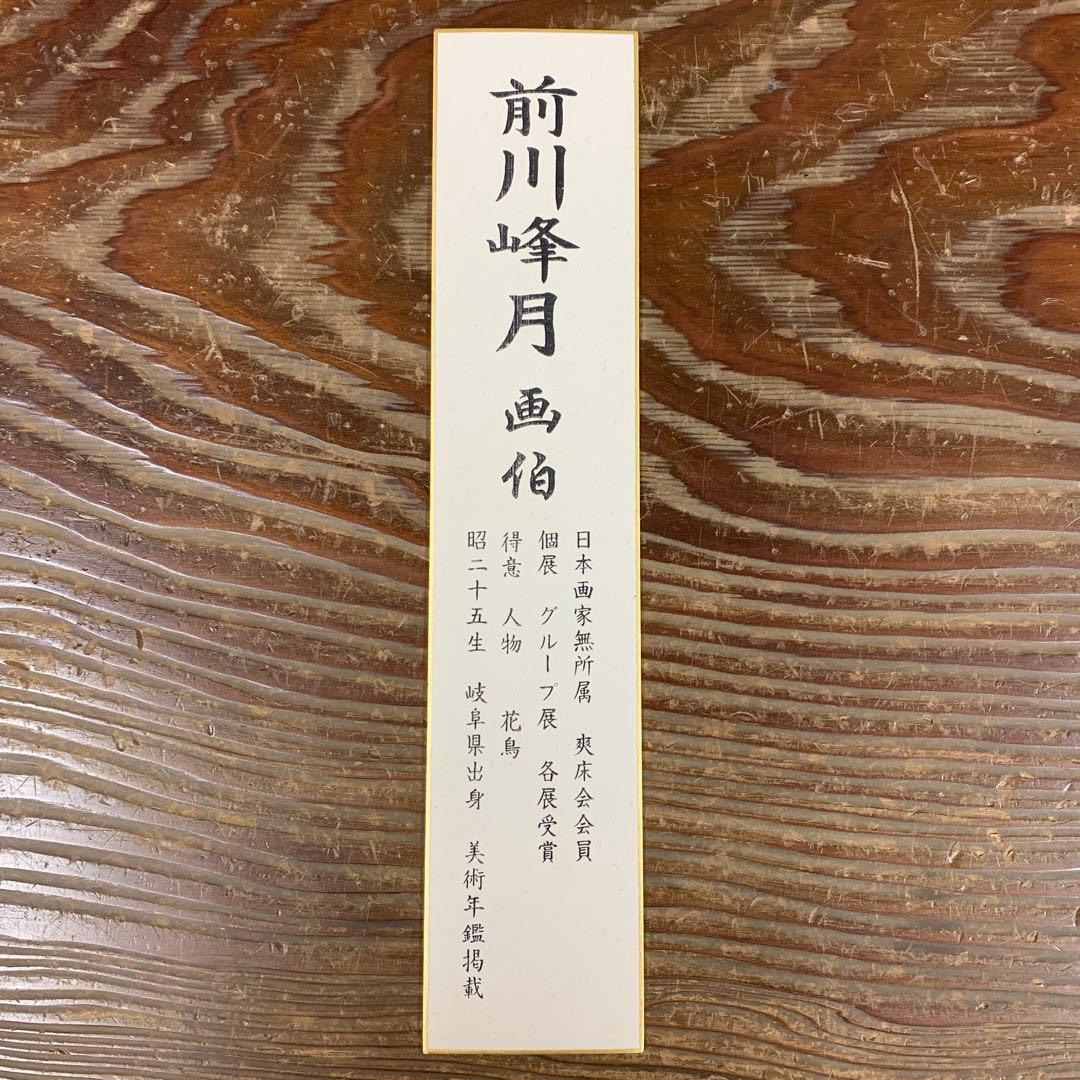 前川峰月 画伯
日本画家無所属 爽床会会員
個展 グループ展 各展受賞
得意 人物 花鳥
昭二十五生 岐阜県出身 美術年鑑掲載